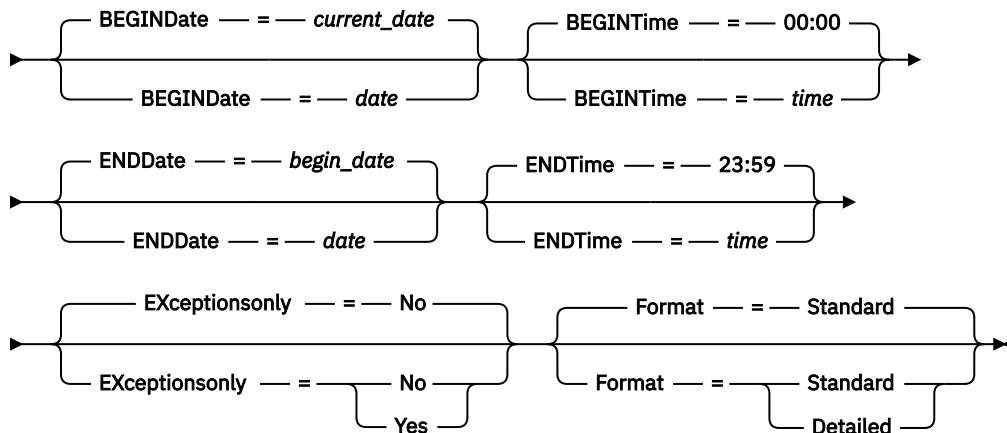 BEGINDate = current_date BEGINTime = 00:00
BEGINDate = date BEGINTime = time
ENDDate = begin_date ENDTime = 23:59
ENDDate = date ENDTime = time
EXceptionsonly = No Format = Standard
EXceptionsonly = No Format = Standard
Yes Detailed